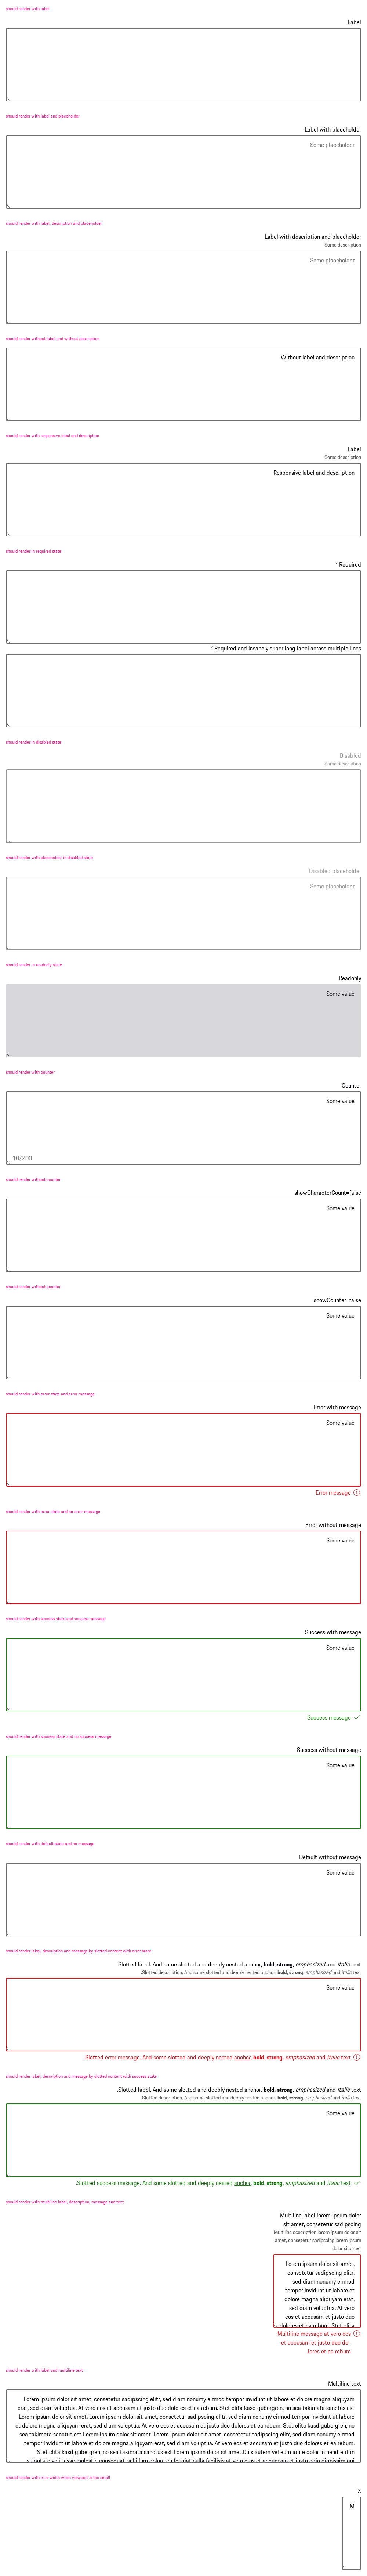 should render with label
Label
should render with label and placeholder
Label with placeholder
Some placeholder
should render with label, description and placeholder
Label with description and placeholder
Some description
Some placeholder
should render without label and without description
Without label and description
should render with responsive label and description
Label
Some description
Responsive label and description
should render in required state
* Required
* Required and insanely super long label across multiple lines
should render in disabled state
Disabled
Some description
should render with placeholder in disabled state
Disabled placeholder
Some placeholder
should render in readonly state
Readonly
Some value
should render with counter
Counter
Some value
10/200
should render without counter
showCharacterCount=false
Some value
should render without counter
showCounter=false
Some value
should render with error state and error message
Error with message
Some value
Error message
should render with error state and no error message
Error without message
Some value
should render with success state and success message
Success with message
Some value
Success message
should render with success state and no success message
Success without message
Some value
should render with default state and no message
Default without message
Some value
should render label, description and message by slotted content with error state
.Slotted label. And some slotted and deeply nested anchor, bold, strong, emphasized and italic text
.Slotted description. And some slotted and deeply nested anchor, bold, strong, emphasized and italic text
Some value
.Slotted error message. And some slotted and deeply nested anchor, bold, strong, emphasized and italic text
should render label, description and message by slotted content with success state
.Slotted label. And some slotted and deeply nested anchor, bold, strong, emphasized and italic text
.Slotted description. And some slotted and deeply nested anchor, bold, strong, emphasized and italic text
Some value
.Slotted success message. And some slotted and deeply nested anchor, bold, strong, emphasized and italic text
should render with multiline label, description, message and text
Multiline label lorem ipsum dolor
sit amet, consetetur sadipscing
Multiline description lorem ipsum dolor sit
amet, consetetur sadipscing lorem ipsum
dolor sit amet
Lorem ipsum dolor sit amet,
consetetur sadipscing elitr,
sed diam nonumy eirmod
tempor invidunt ut labore et
dolore magna aliquyam erat,
sed diam voluptua. At vero
eos et accusam et justo duo
dolores et ea rebum. Stet clita
Multiline message at vero eos
et accusam et justo duo do-
.lores et ea rebum
should render with label and multiline text
Multiline text
Lorem ipsum dolor sit amet, consetetur sadipscing elitr, sed diam nonumy eirmod tempor invidunt ut labore et dolore magna aliquyam
erat, sed diam voluptua. At vero eos et accusam et justo duo dolores et ea rebum. Stet clita kasd gubergren, no sea takimata sanctus est
Lorem ipsum dolor sit amet. Lorem ipsum dolor sit amet, consetetur sadipscing elitr, sed diam nonumy eirmod tempor invidunt ut labore
et dolore magna aliquyam erat, sed diam voluptua. At vero eos et accusam et justo duo dolores et ea rebum. Stet clita kasd gubergren, no
sea takimata sanctus est Lorem ipsum dolor sit amet. Lorem ipsum dolor sit amet, consetetur sadipscing elitr, sed diam nonumy eirmod
tempor invidunt ut labore et dolore magna aliquyam erat, sed diam voluptua. At vero eos et accusam et justo duo dolores et ea rebum.
Stet clita kasd gubergren, no sea takimata sanctus est Lorem ipsum dolor sit amet.Duis autem vel eum iriure dolor in hendrerit in
vulputate velit esse molestie consequat, vel illum dolore eu feugiat nulla facilisis at vero eros et accumsan et iusto odio dignissim qui
should render with min-width when viewport is too small
X
M